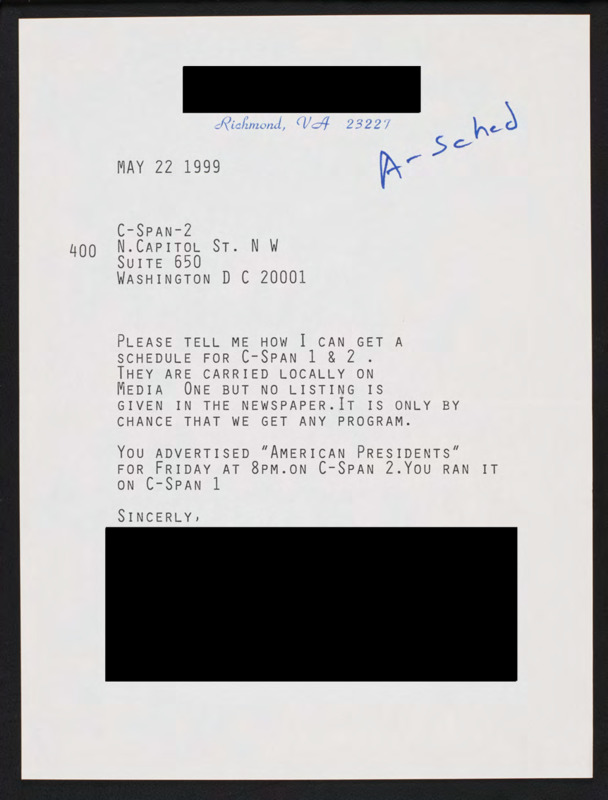 Richmond, VA 23227
A-Sched
MAY 22 1999
C-SPAN-2
400 N.CAPITOL ST. N W
SUITE 650
WASHINGTON D C 20001
PLEASE TELL ME HOW I CAN GET A
SCHEDULE FOR C-SPAN 1 & 2 .
THEY ARE CARRIED LOCALLY ON
MEDIA ONE BUT NO LISTING IS
GIVEN IN THE NEWSPAPER.IT IS ONLY BY
CHANCE THAT WE GET ANY PROGRAM.
YOU ADVERTISED "AMERICAN PRESIDENTS"
FOR FRIDAY AT 8PM.ON C-SPAN 2.YOU RAN IT
ON C-SPAN 1
SINCERLY,